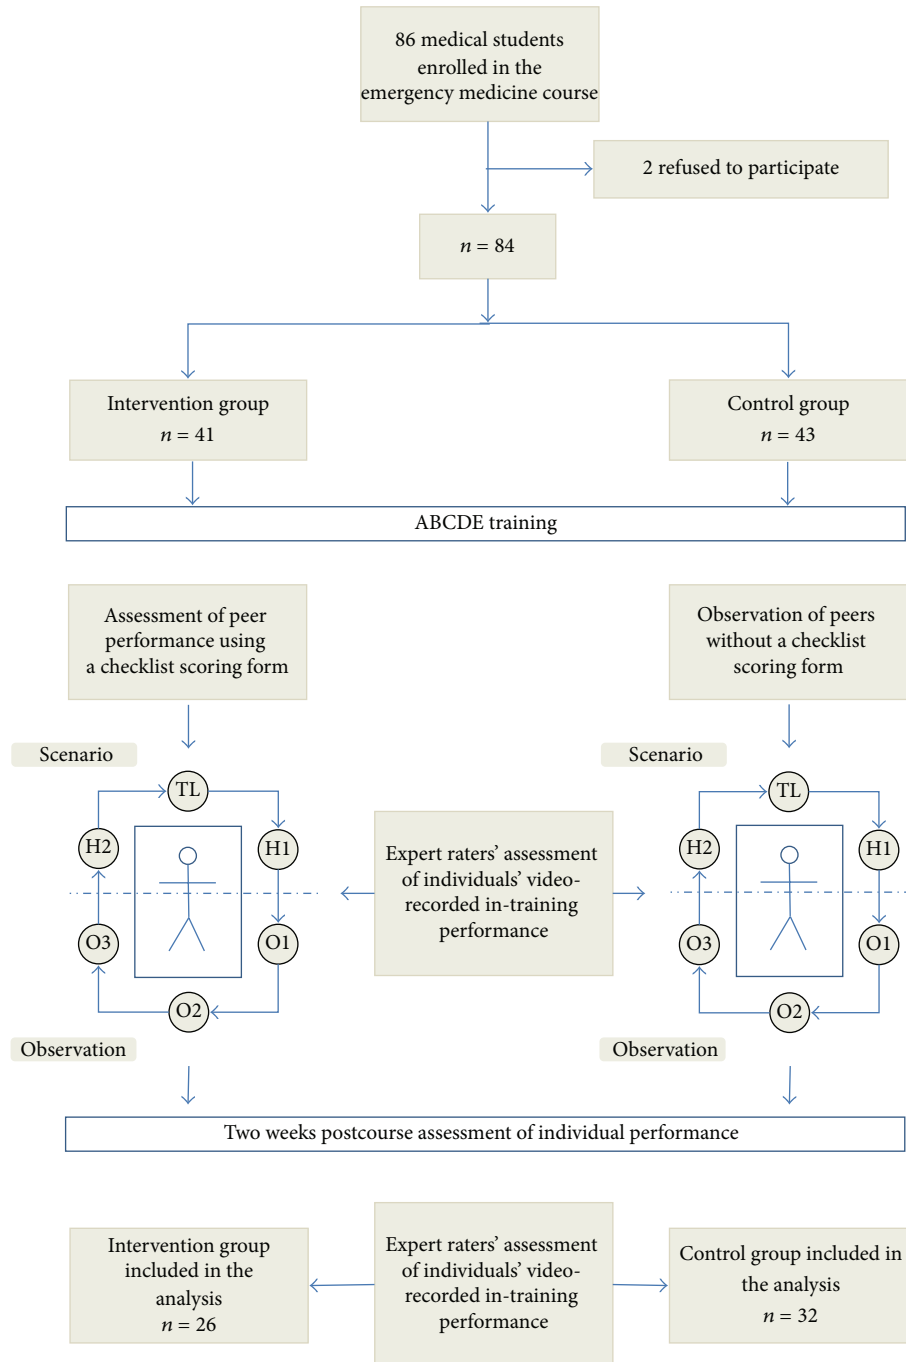 86 medical students
enrolled in the
emergency medicine course
2 refused to participate
n = 84
Intervention group
n = 41
Control group
n = 43
ABCDE training
Assessment of peer
performance using
a checklist scoring form
Observation of peers
without a checklist
scoring form
Scenario
TL
H2
H1
O3
O1
O2
Observation
Expert raters' assessment
of individuals' video-
recorded in-training
performance
Scenario
TL
H2
H1
O3
O1
O2
Observation
Two weeks postcourse assessment of individual performance
Intervention group
included in the
analysis
n = 26
Expert raters' assessment
of individuals' video-
recorded in-training
performance
Control group included in
the analysis
n = 32